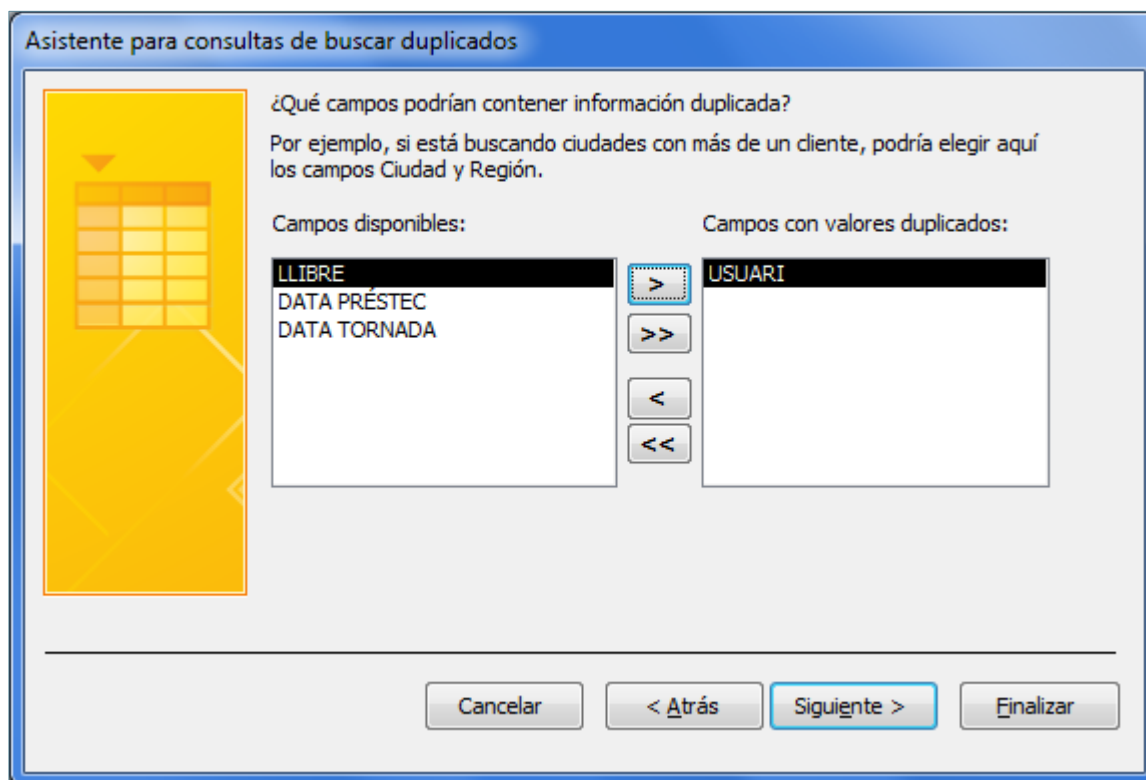 Asistente para consultas de buscar duplicados
¿Qué campos podrían contener información duplicada?
Por ejemplo, si está buscando ciudades con más de un cliente, podría elegir aquí
los campos Ciudad y Región.
Campos disponibles:
Campos con valores duplicados:
LLIBRE
DATA PRÉSTEC
DATA TORNADA
>
>>
<
<<
USUARI
Cancelar
< Atrás
Siguiente >
Finalizar